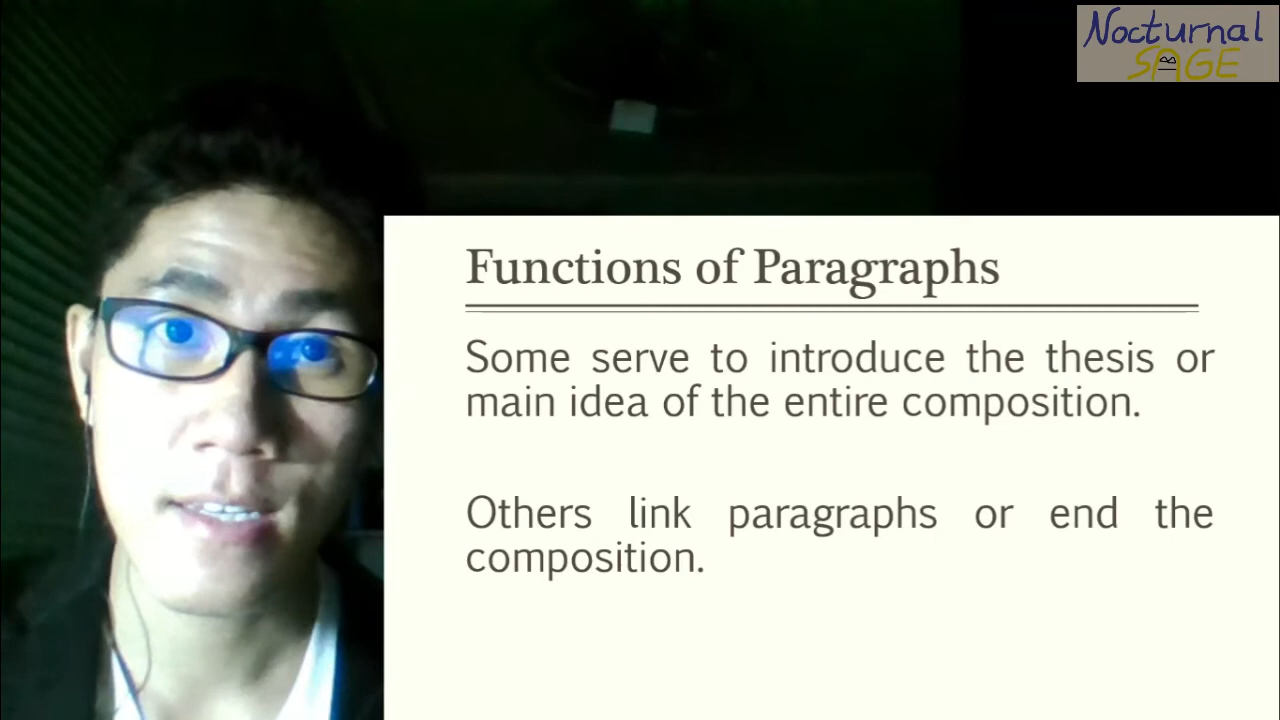 Nocturnal
SAGE
Functions of Paragraphs
Some serve to introduce the thesis or
main idea of the entire composition.
Others link paragraphs or end the
composition.